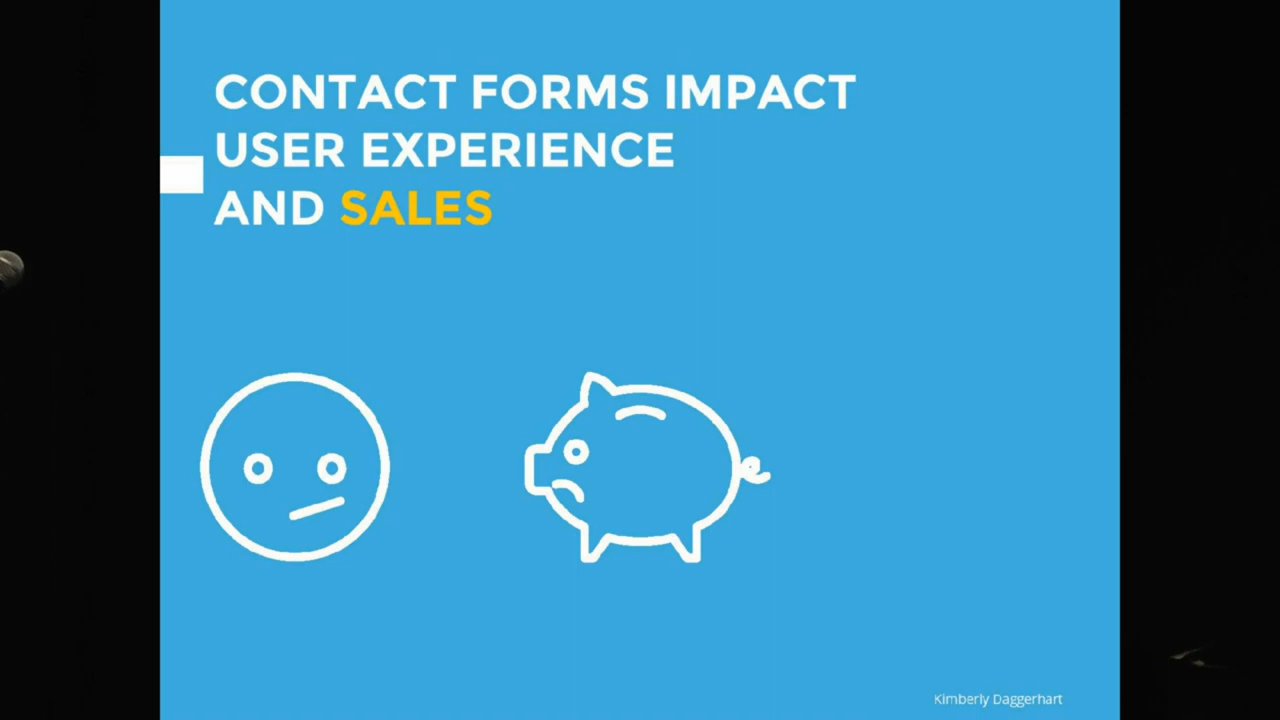 CONTACT FORMS IMPACT
USER EXPERIENCE
AND SALES
Kimberly Daggerhart